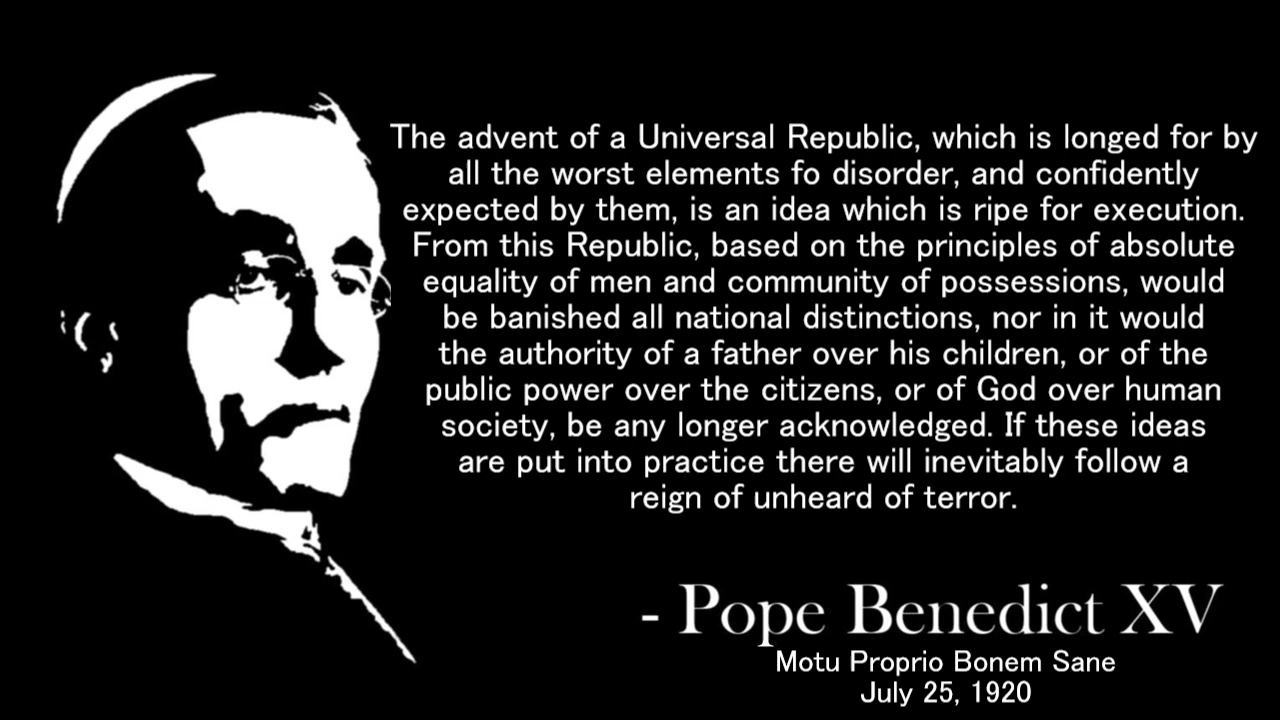 The advent of a Universal Republic, which is longed for by
all the worst elements fo disorder, and confidently
expected by them, is an idea which is ripe for execution.
From this Republic, based on the principles of absolute
equality of men and community of possessions, would
be banished all national distinctions, nor in it would
the authority of a father over his children, or of the
public power over the citizens, or of God over human
society, be any longer acknowledged. If these ideas
are put into practice there will inevitably follow a
reign of unheard of terror.
- Pope Benedict XV
Motu Proprio Bonem Sane
July 25, 1920